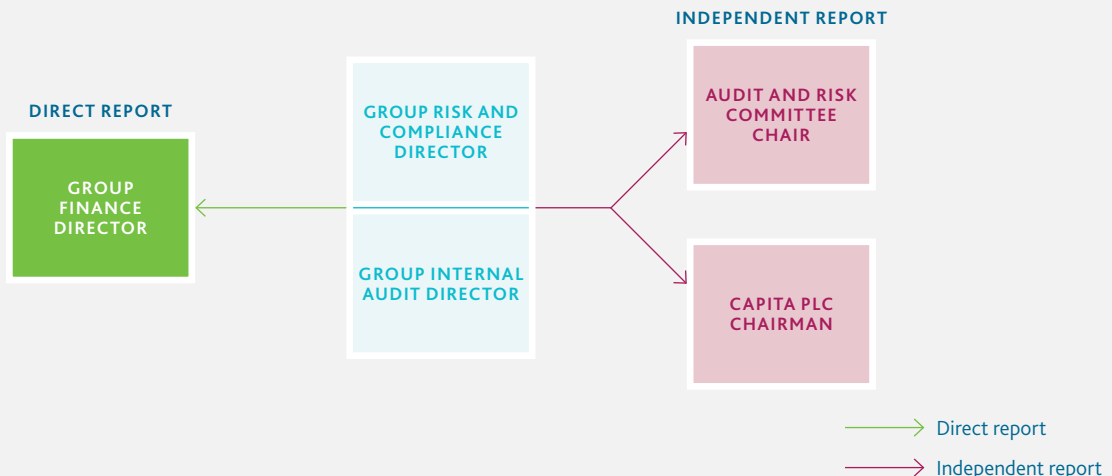 DIRECT REPORT
GROUP
FINANCE
DIRECTOR
GROUP RISK AND
COMPLIANCE
DIRECTOR
GROUP INTERNAL
AUDIT DIRECTOR
INDEPENDENT REPORT
AUDIT AND RISK
COMMITTEE
CHAIR
CAPITA PLC
CHAIRMAN
Direct report
Independent report